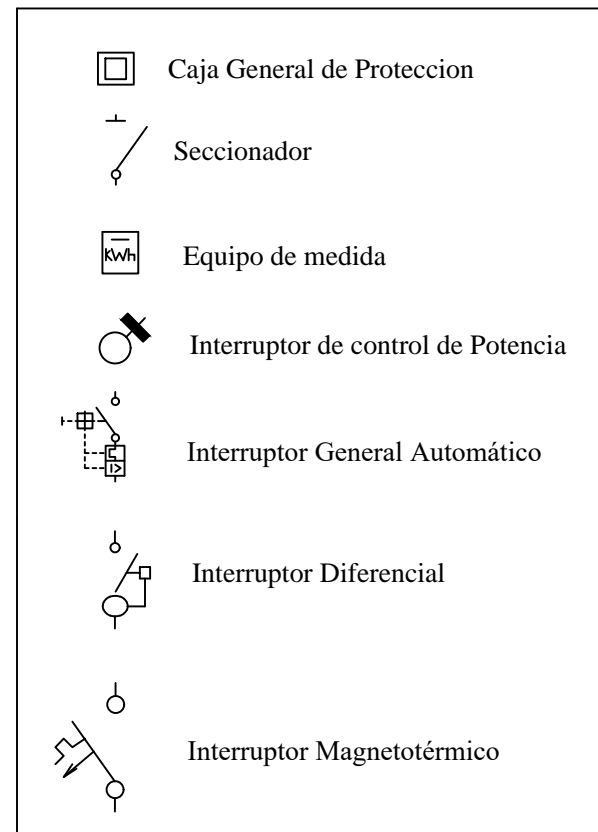 Caja General de Proteccion
Seccionador
kWh
Equipo de medida
Interruptor de control de Potencia
I>
Interruptor General Automático
Interruptor Diferencial
Interruptor Magnetotérmico